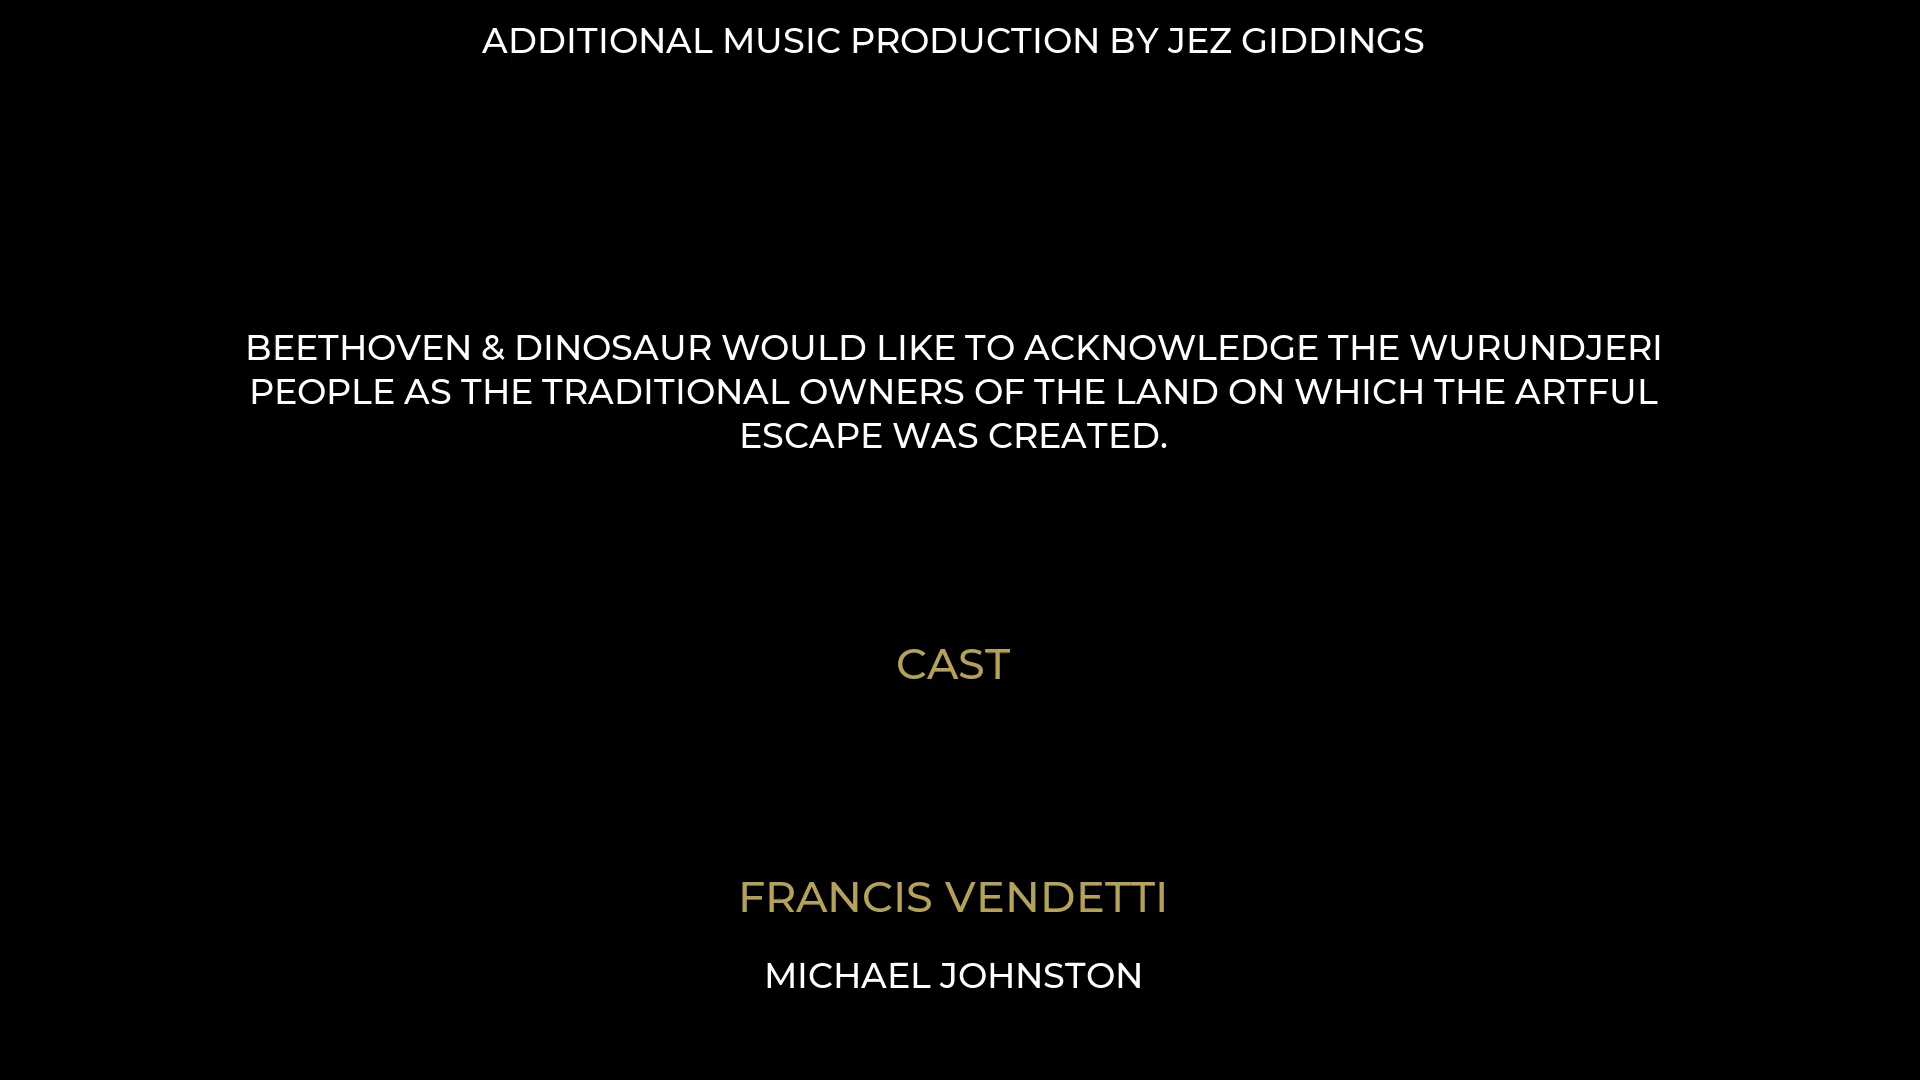 ADDITIONAL MUSIC PRODUCTION BY JEZ GIDDINGS
BEETHOVEN & DINOSAUR WOULD LIKE TO ACKNOWLEDGE THE WURUNDJERI
PEOPLE AS THE TRADITIONAL OWNERS OF THE LAND ON WHICH THE ARTFUL
ESCAPE WAS CREATED.
CAST
FRANCIS VENDETTI
MICHAEL JOHNSTON